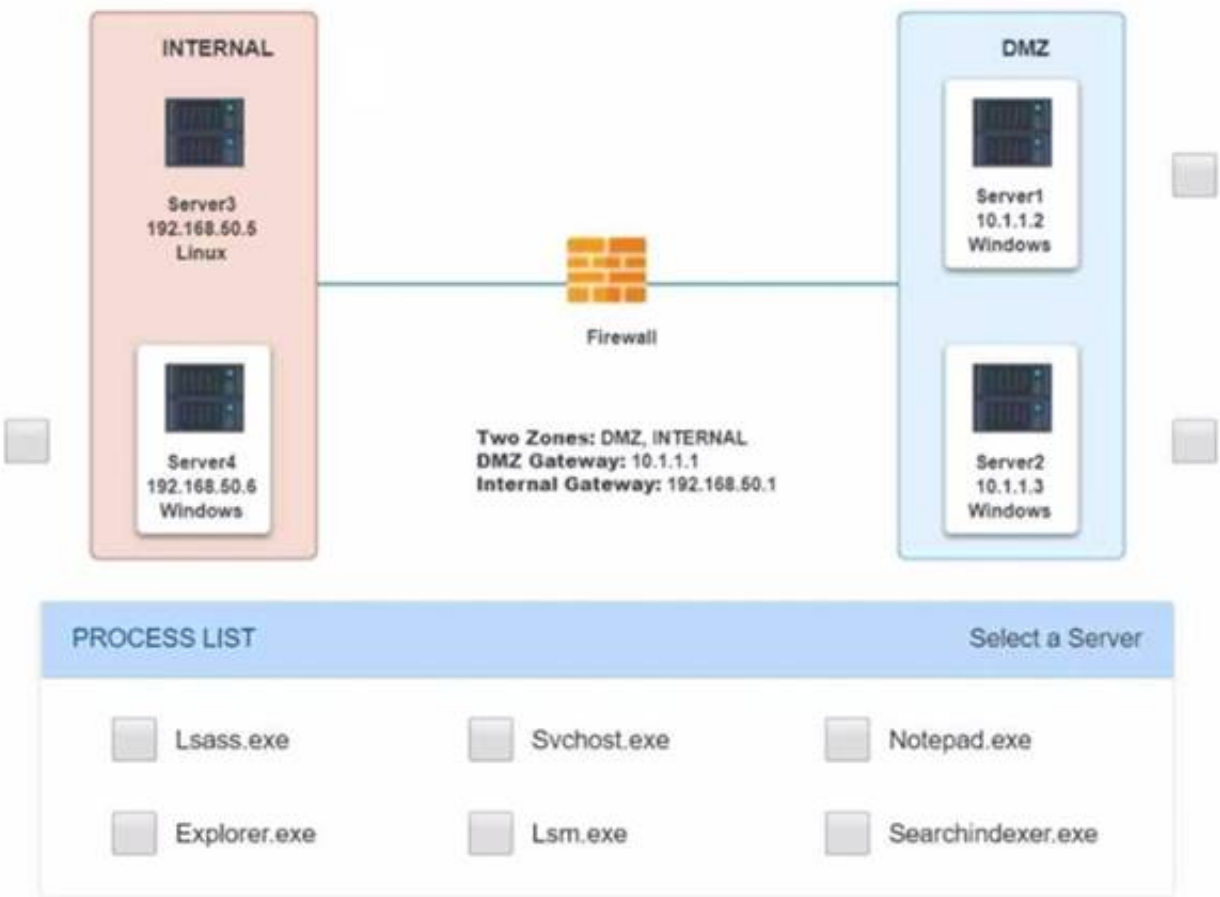 INTERNAL
Server3
192.168.50.5
Linux
Server4
192.168.50.6
Windows
Firewall
Two Zones: DMZ, INTERNAL
DMZ Gateway: 10.1.1.1
Internal Gateway: 192.168.50.1
DMZ
Server1
10.1.1.2
Windows
Server2
10.1.1.3
Windows
PROCESS LIST Select a Server
Lsass.exe Svchost.exe Notepad.exe
Explorer.exe Lsm.exe Searchindexer.exe